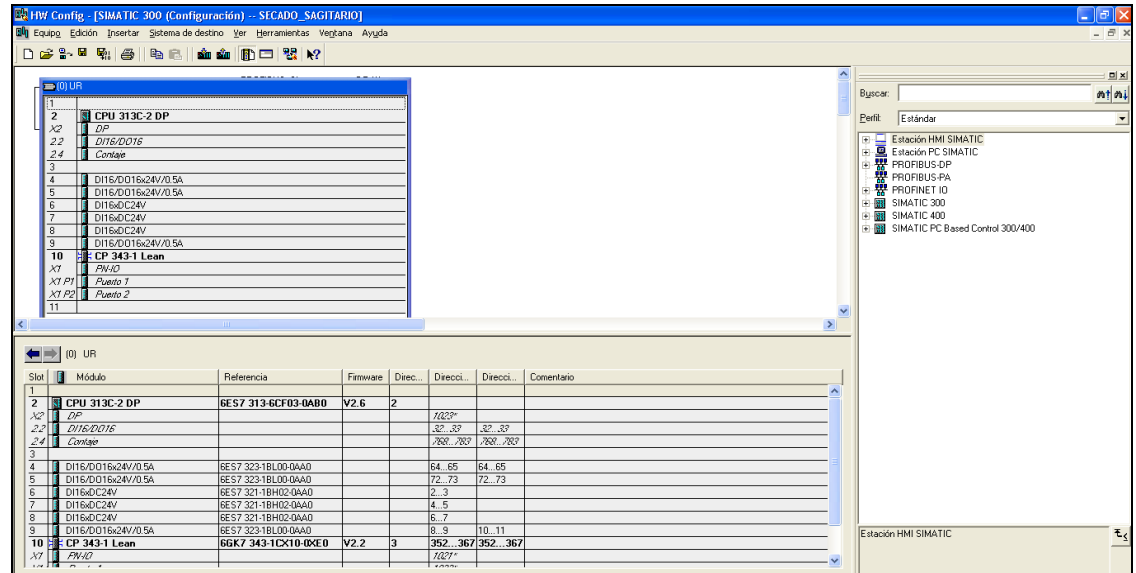 HW Config - [SIMATIC 300 (Configuración) -- SECADO_SAGITARIO]
Equipo Edición Insertar Sistema de destino Ver Herramientas Ventana Ayuda
(0) UR
1
2 CPU 313C-2 DP
X2 DP
2.2 DI16/DO16
2.4 Contaje
3
4 DI16/DO16x24V/0.5A
5 DI16/DO16x24V/0.5A
6 DI16xDC24V
7 DI16xDC24V
8 DI16xDC24V
9 DI16/DO16x24V/0.5A
10 CP 343-1 Lean
X1 PN-IO
X1 P1 Puerto 1
X1 P2 Puerto 2
11
Buscar:
Perfil: Estándar
Estación HMI SIMATIC
Estación PC SIMATIC
PROFIBUS-DP
PROFIBUS-PA
PROFINET IO
SIMATIC 300
SIMATIC 400
SIMATIC PC Based Control 300/400
(0) UR
Slot Módulo Referencia Firmware Direc... Direcci... Direcci... Comentario
1
2 CPU 313C-2 DP 6ES7 313-6CF03-0AB0 V2.6 2
X2 DP 1023*
2.2 DI16/DO16 32...33 32...33
2.4 Contaje 768...783 768...783
3
4 DI16/DO16x24V/0.5A 6ES7 323-1BL00-0AA0 64...65 64...65
5 DI16/DO16x24V/0.5A 6ES7 323-1BL00-0AA0 72...73 72...73
6 DI16xDC24V 6ES7 321-1BH02-0AA0 2...3
7 DI16xDC24V 6ES7 321-1BH02-0AA0 4...5
8 DI16xDC24V 6ES7 321-1BH02-0AA0 6...7
9 DI16/DO16x24V/0.5A 6ES7 323-1BL00-0AA0 8...9 10...11
10 CP 343-1 Lean 6GK7 343-1CX10-0XE0 V2.2 3 352...367 352...367
X1 PN-IO 1021*
Estación HMI SIMATIC